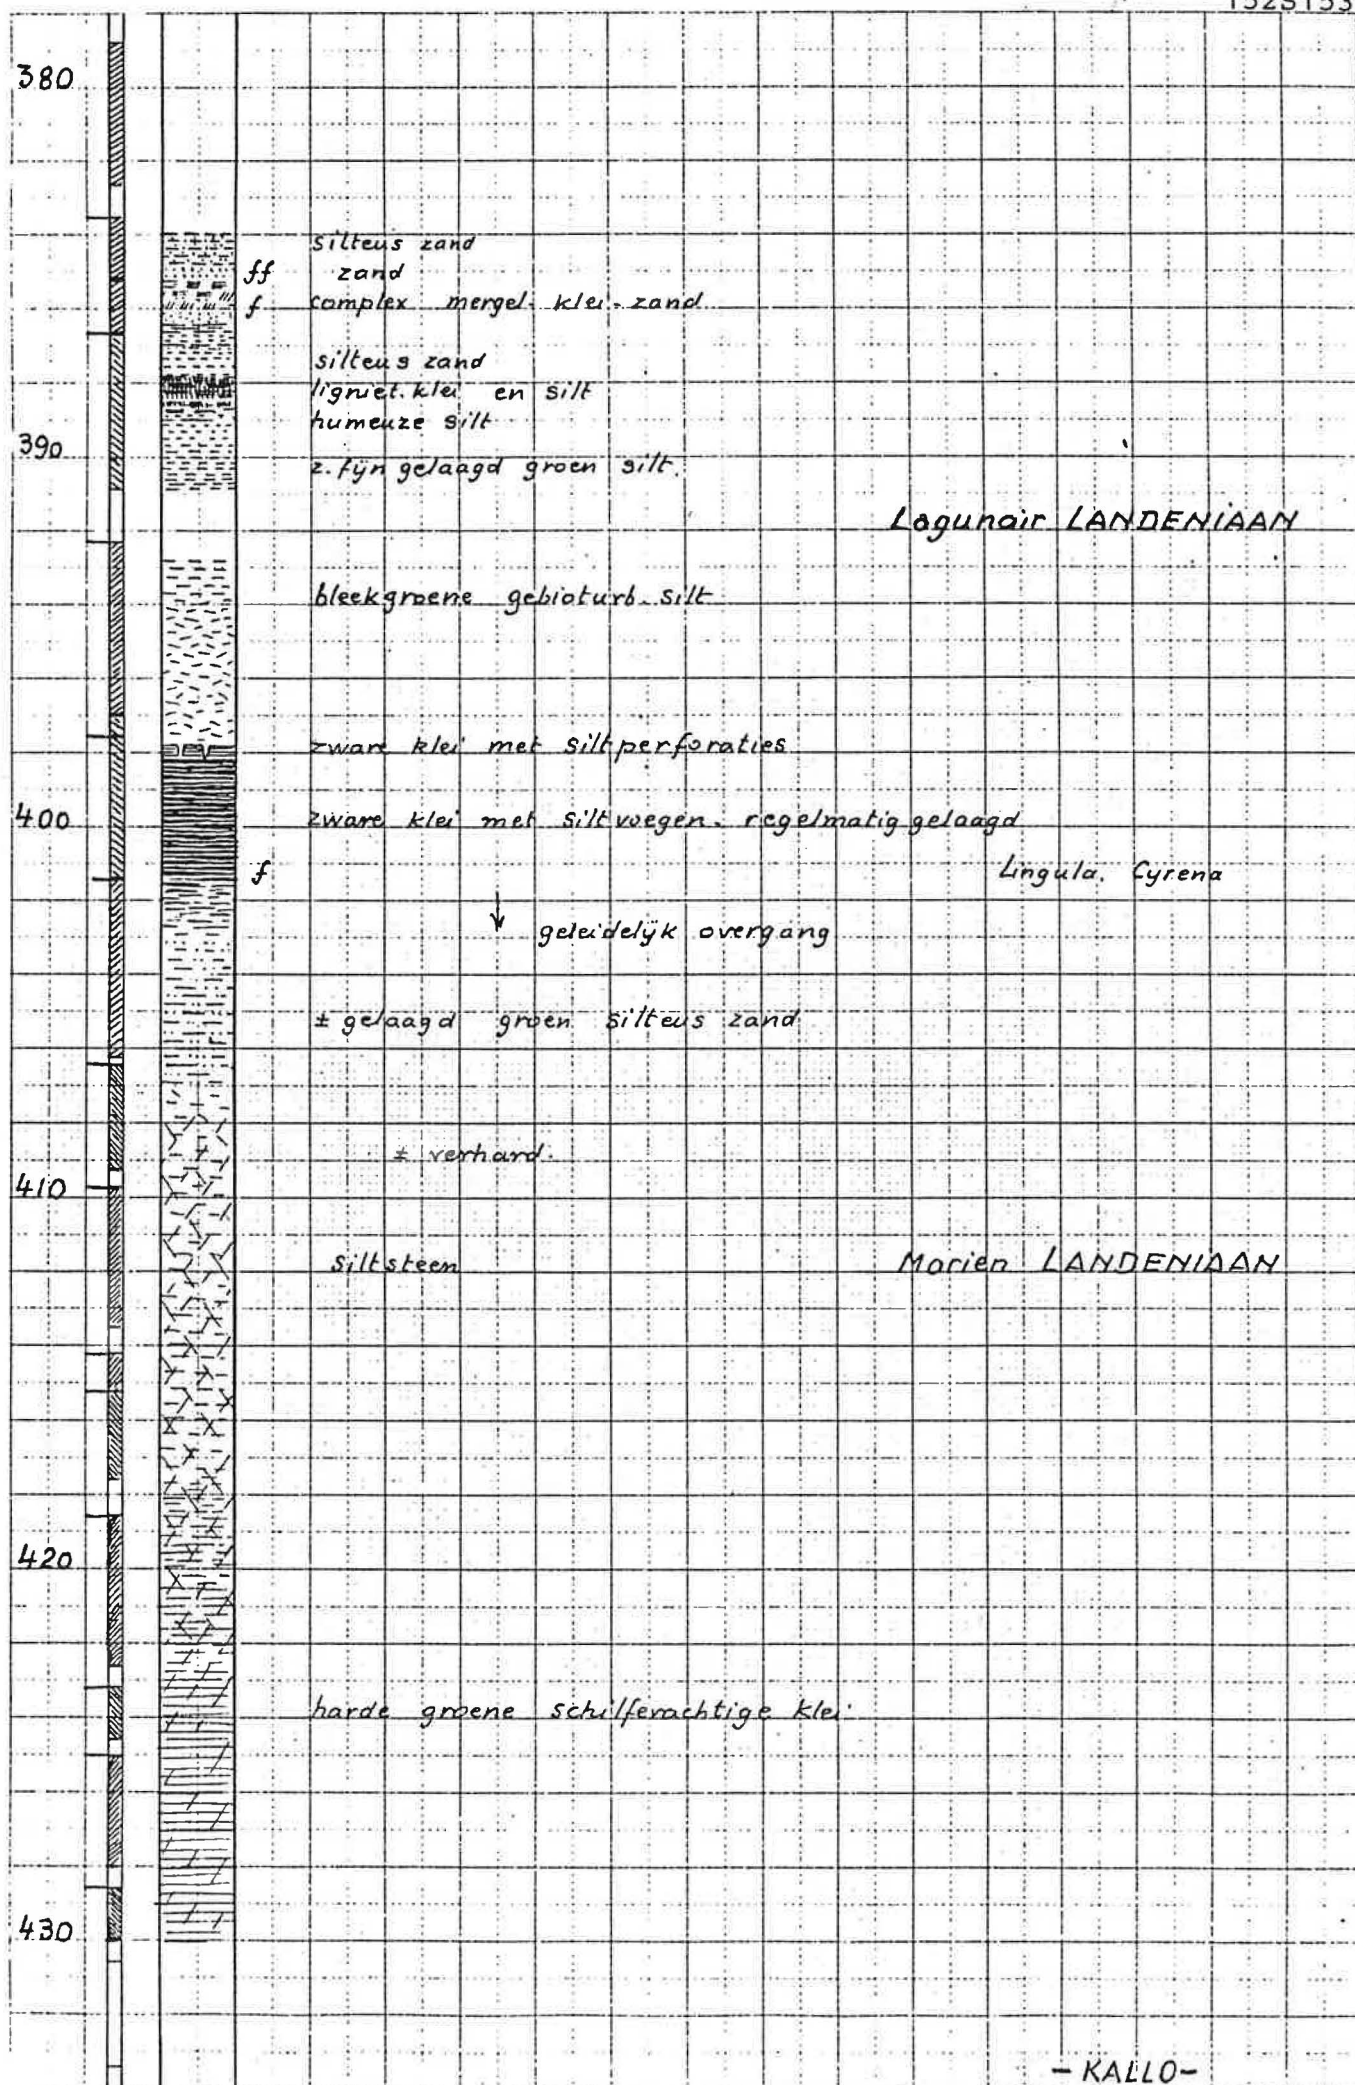 380
silteus zand
ff zand
f complex mergel-klei-zand
silteus zand
ligniet.klei en silt
humeuze silt
390
z.fijn gelaagd groen silt.
Lagunair LANDENIAAN
bleekgroene gebioturb. silt
zware klei met siltperforaties
400 zware klei met siltvoegen. regelmatig gelaagd
f Lingula. Cyrena
geleidelijk overgang
± gelaagd groen silteus zand
± verhard.
410
siltsteen Marien LANDENIAAN
420
harde groene schilferachtige klei
430
-KALLO-